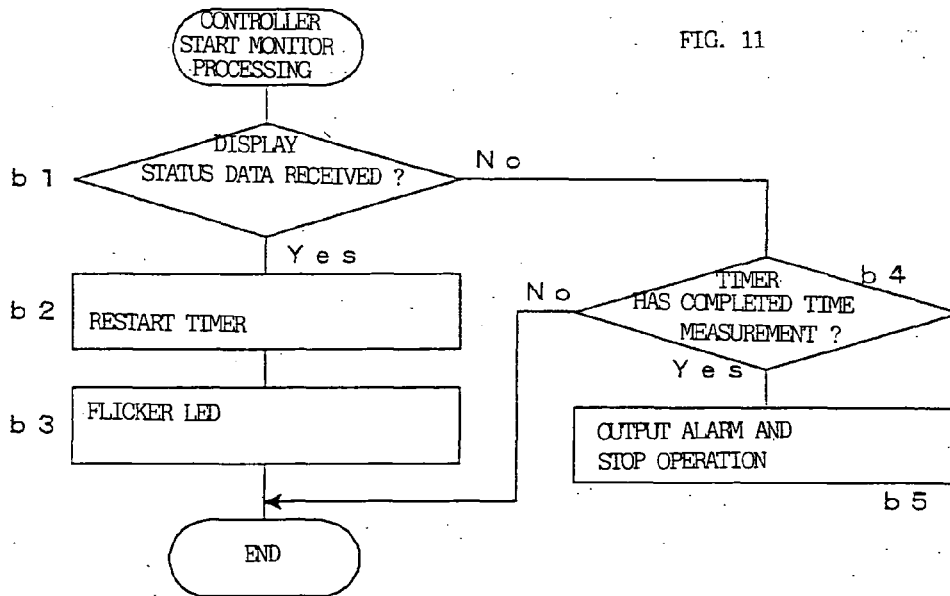 CONTROLLER
START MONITOR
PROCESSING
FIG. 11
DISPLAY
STATUS DATA RECEIVED ?
b 1
No
Yes
b 2
RESTART TIMER
b 3
FLICKER LED
b 4
TIMER
HAS COMPLETED TIME
MEASUREMENT ?
No
Yes
OUTPUT ALARM AND
STOP OPERATION
b 5
END